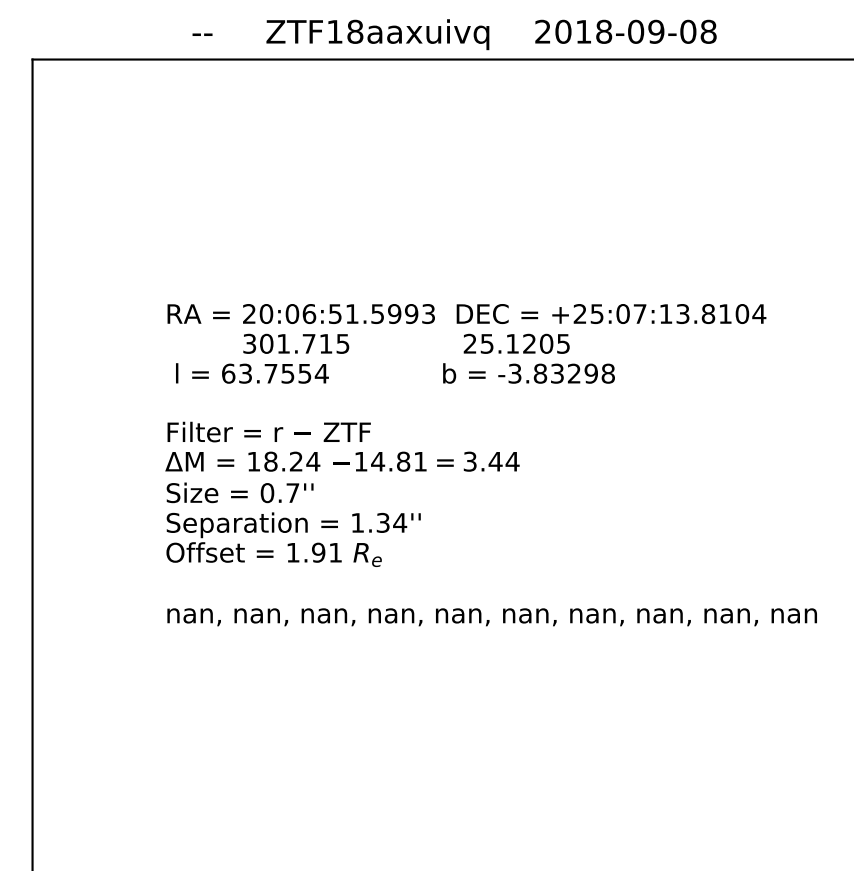 -- ZTF18aaxuivq 2018-09-08
RA = 20:06:51.5993 DEC = +25:07:13.8104
301.715 25.1205
l = 63.7554 b = -3.83298
Filter = r − ZTF
ΔM = 18.24 −14.81 = 3.44
Size = 0.7''
Separation = 1.34''
Offset = 1.91 Rₑ
nan, nan, nan, nan, nan, nan, nan, nan, nan, nan